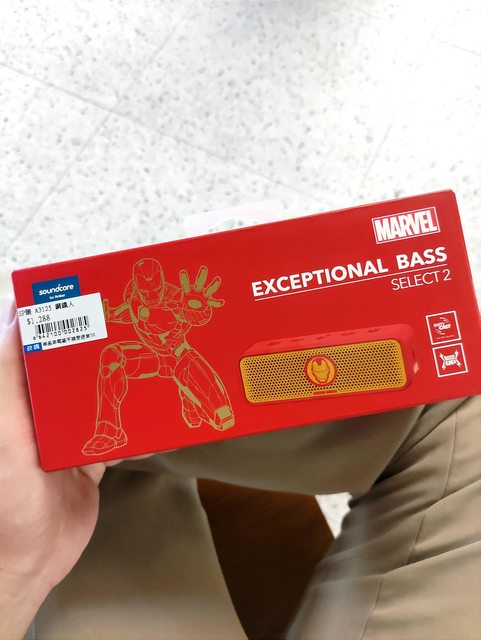 MARVEL
EXCEPTIONAL BASS
SELECT 2
soundcore
by Anker
A3125 鋼鐵人
$1,288